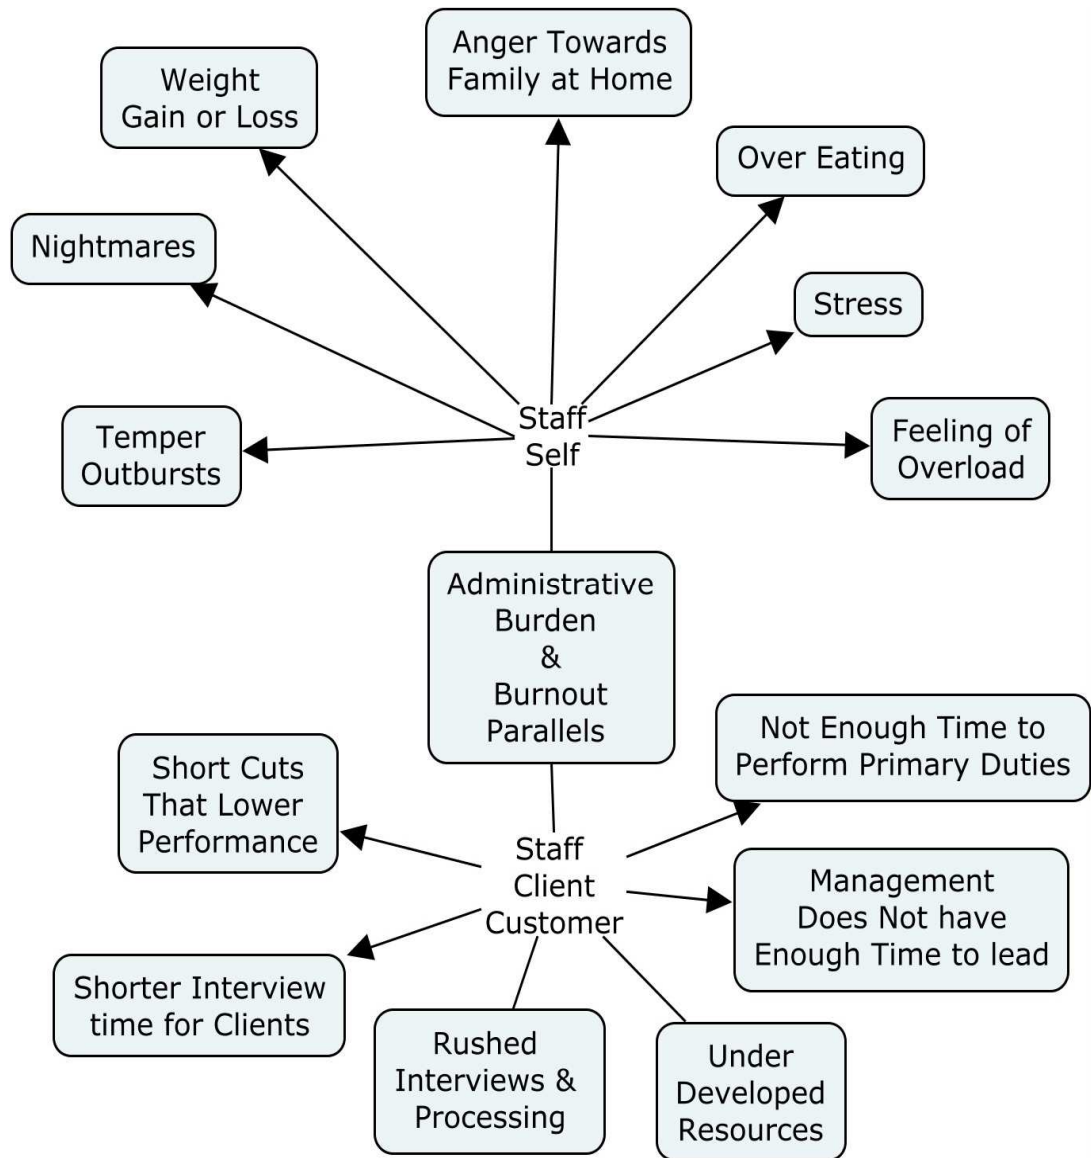 Anger Towards
Family at Home
Weight
Gain or Loss
Over Eating
Nightmares
Stress
Staff
Self
Temper
Outbursts
Feeling of
Overload
Administrative
Burden
&
Burnout
Parallels
Not Enough Time to
Perform Primary Duties
Short Cuts
That Lower
Performance
Staff
Client
Customer
Management
Does Not have
Enough Time to lead
Shorter Interview
time for Clients
Rushed
Interviews &
Processing
Under
Developed
Resources